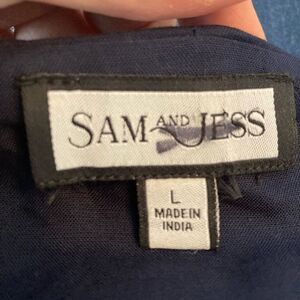 SAM AND JESS
L
MADE IN
INDIA